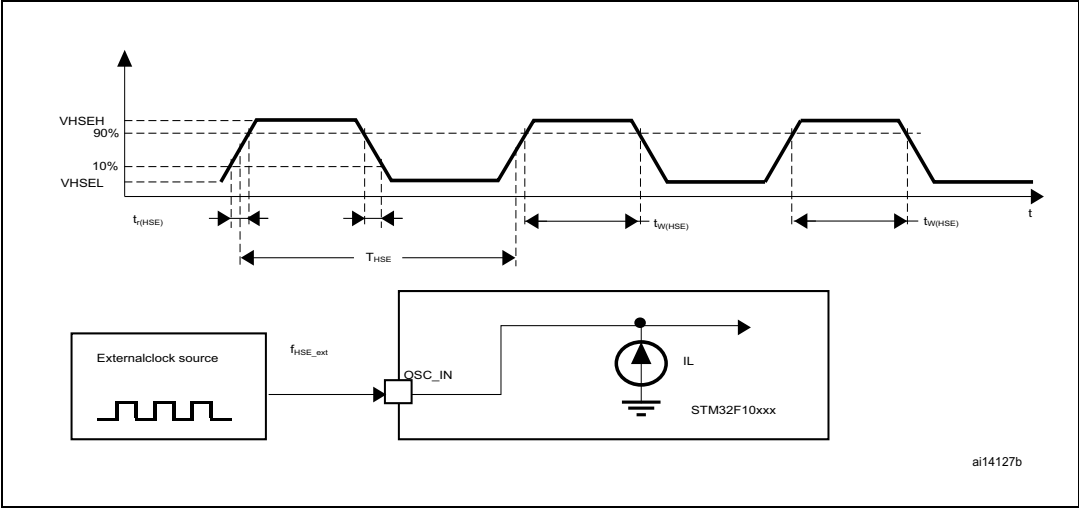 VHSEH
90%
10%
VHSEL
t
tr(HSE)
tW(HSE)
tW(HSE)
THSE
Externalclock source
fHSE_ext
OSC_IN
IL
STM32F10xxx
ai14127b